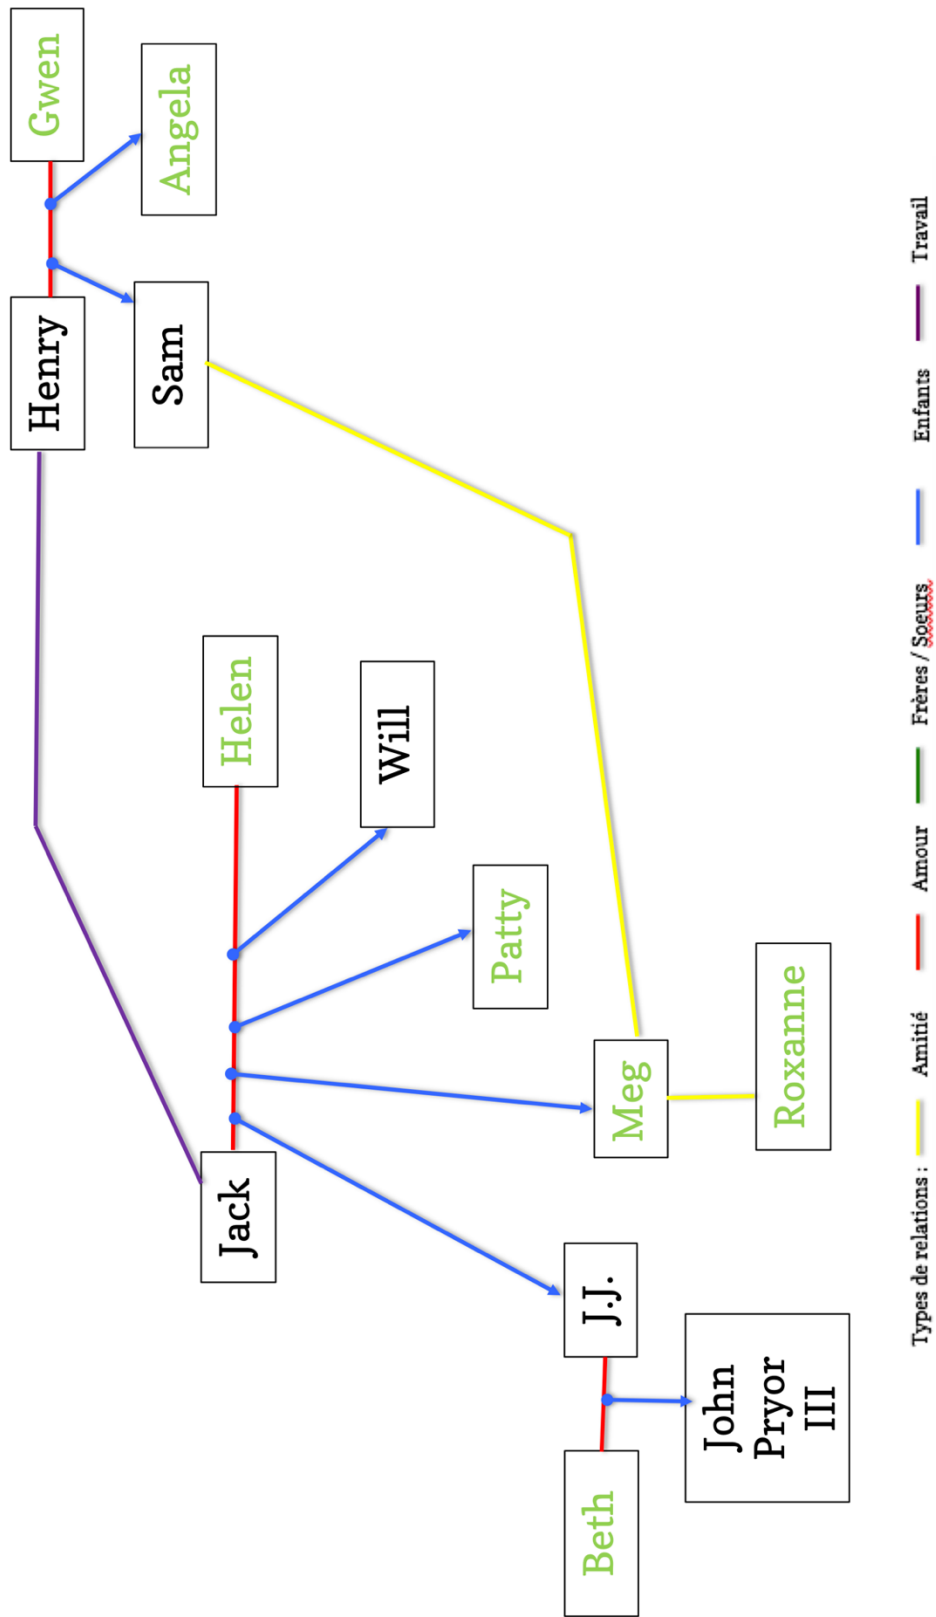 Henry
Gwen
Sam
Angela
Jack
Helen
Will
Patty
Beth
J.J.
Meg
John
Pryor
III
Roxanne
Types de relations : Amitié Amour Frères / Soeurs Enfants Travail